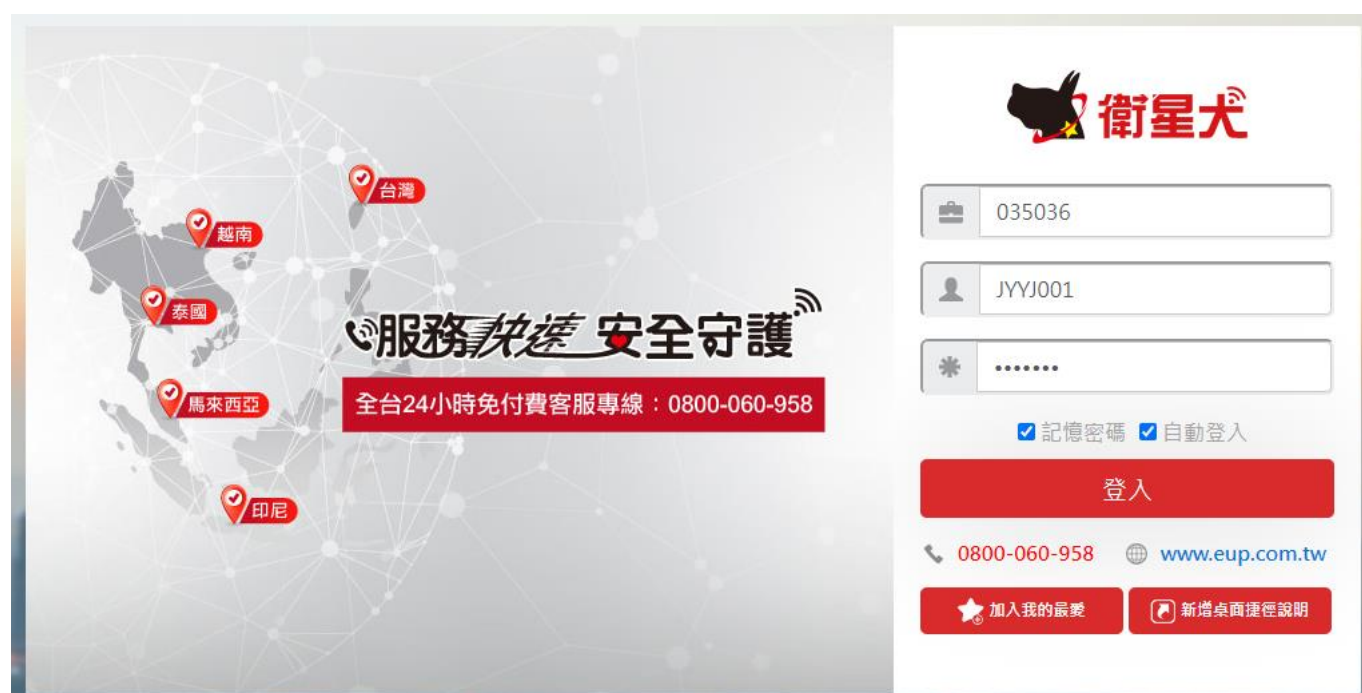 衛星犬
台灣
越南
泰國
馬來西亞
印尼
服務快速 安全守護
全台24小時免付費客服專線：0800-060-958
035036
JYYJ001
•••••••
記憶密碼 自動登入
登入
0800-060-958 www.eup.com.tw
加入我的最愛 新增桌面捷徑說明